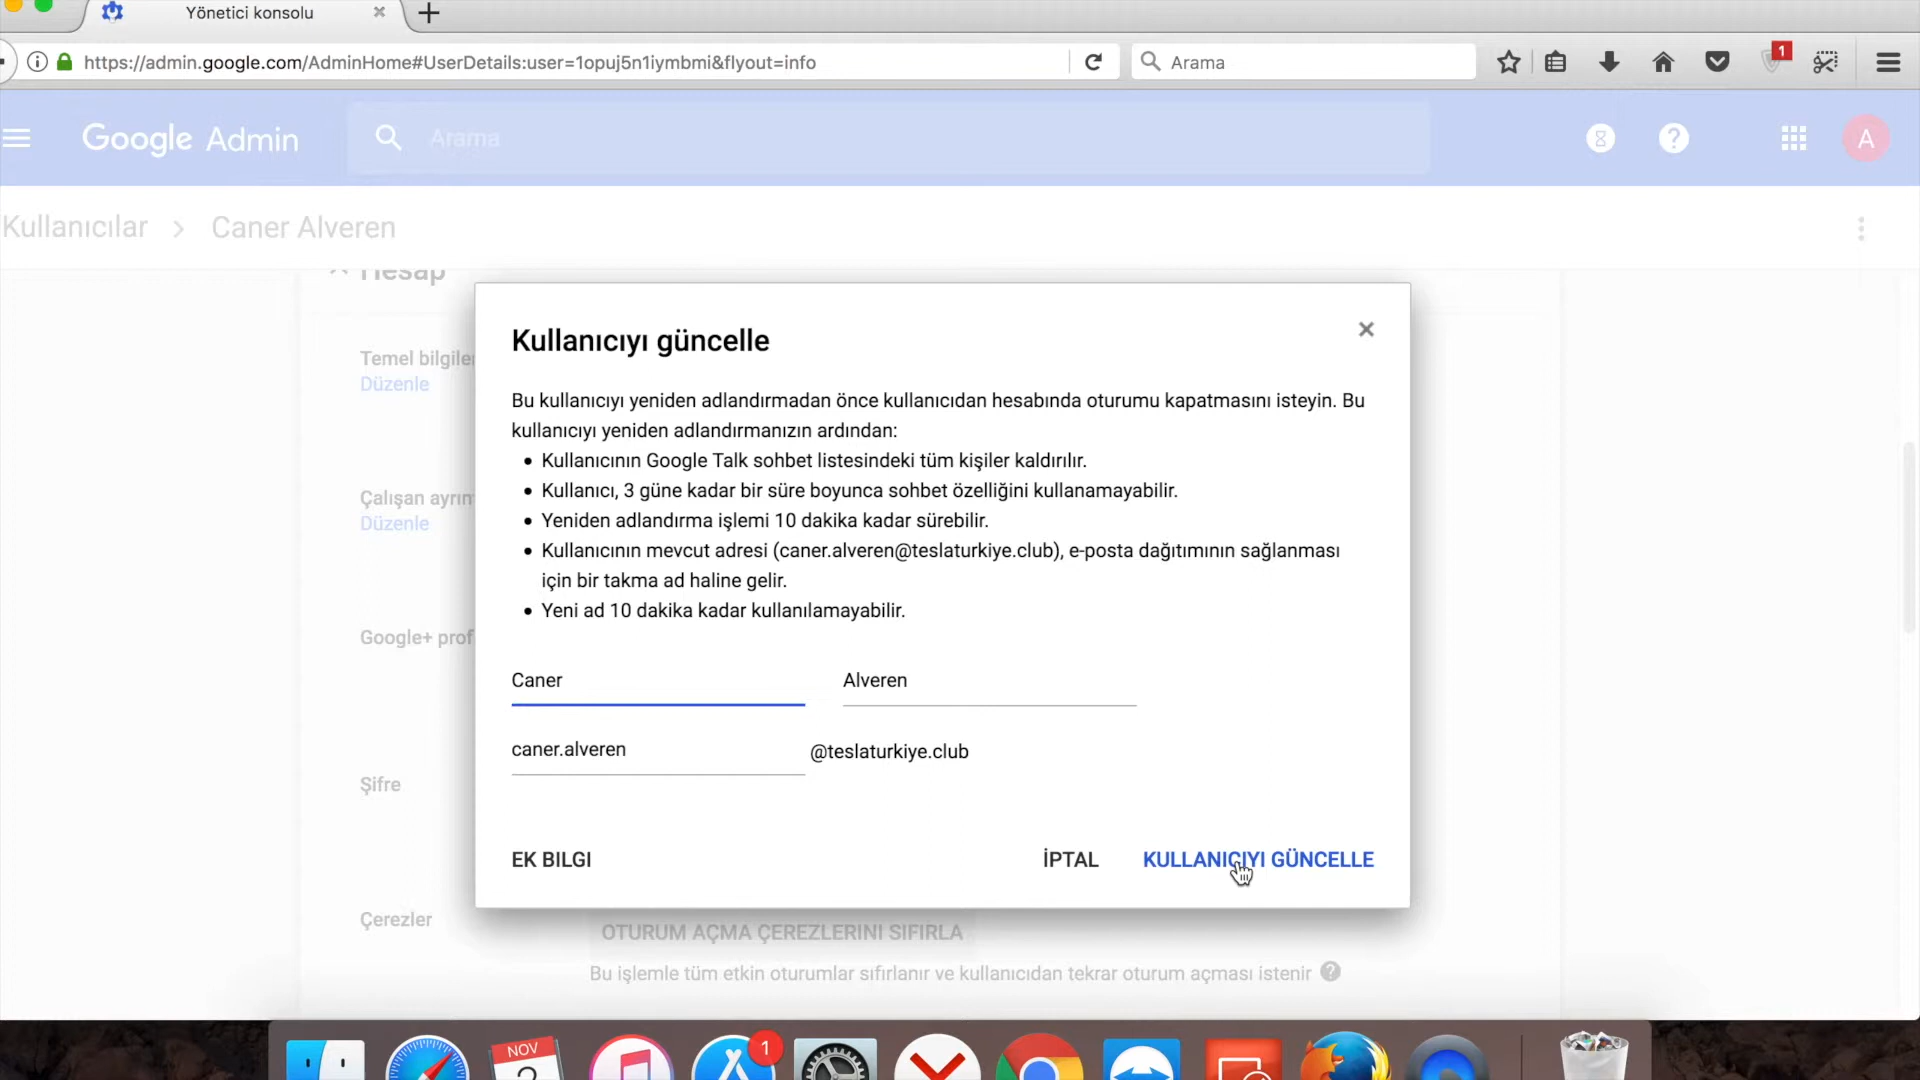 Yönetici konsolu
https://admin.google.com/AdminHome#UserDetails:user=1opuj5n1iymbmi&flyout=info
Arama
1
Google Admin
Arama
A
Kullanıcılar > Caner Alveren
Hesap
Kullanıcıyı güncelle
Temel bilgile
Düzenle
Bu kullanıcıyı yeniden adlandırmadan önce kullanıcıdan hesabında oturumu kapatmasını isteyin. Bu
kullanıcıyı yeniden adlandırmanızın ardından:
• Kullanıcının Google Talk sohbet listesindeki tüm kişiler kaldırılır.
• Kullanıcı, 3 güne kadar bir süre boyunca sohbet özelliğini kullanamayabilir.
Çalışan ayrın
Düzenle
• Yeniden adlandırma işlemi 10 dakika kadar sürebilir.
• Kullanıcının mevcut adresi (caner.alveren@teslaturkiye.club), e-posta dağıtımının sağlanması
için bir takma ad haline gelir.
• Yeni ad 10 dakika kadar kullanılamayabilir.
Google+ prof
Caner
Alveren
caner.alveren
@teslaturkiye.club
Şifre
EK BILGI
İPTAL
KULLANICIYI GÜNCELLE
Çerezler
OTURUM AÇMA ÇEREZLERINI SIFIRLA
Bu işlemle tüm etkin oturumlar sıfırlanır ve kullanıcıdan tekrar oturum açması istenir
NOV
1